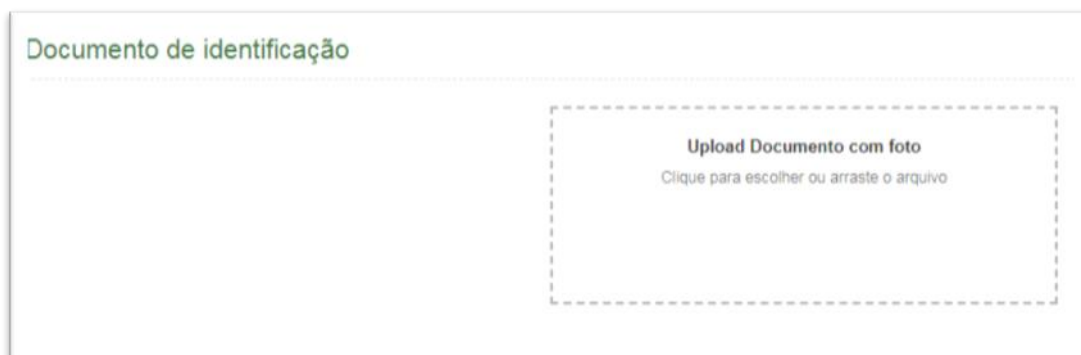 Documento de identificação
Upload Documento com foto
Clique para escolher ou arraste o arquivo